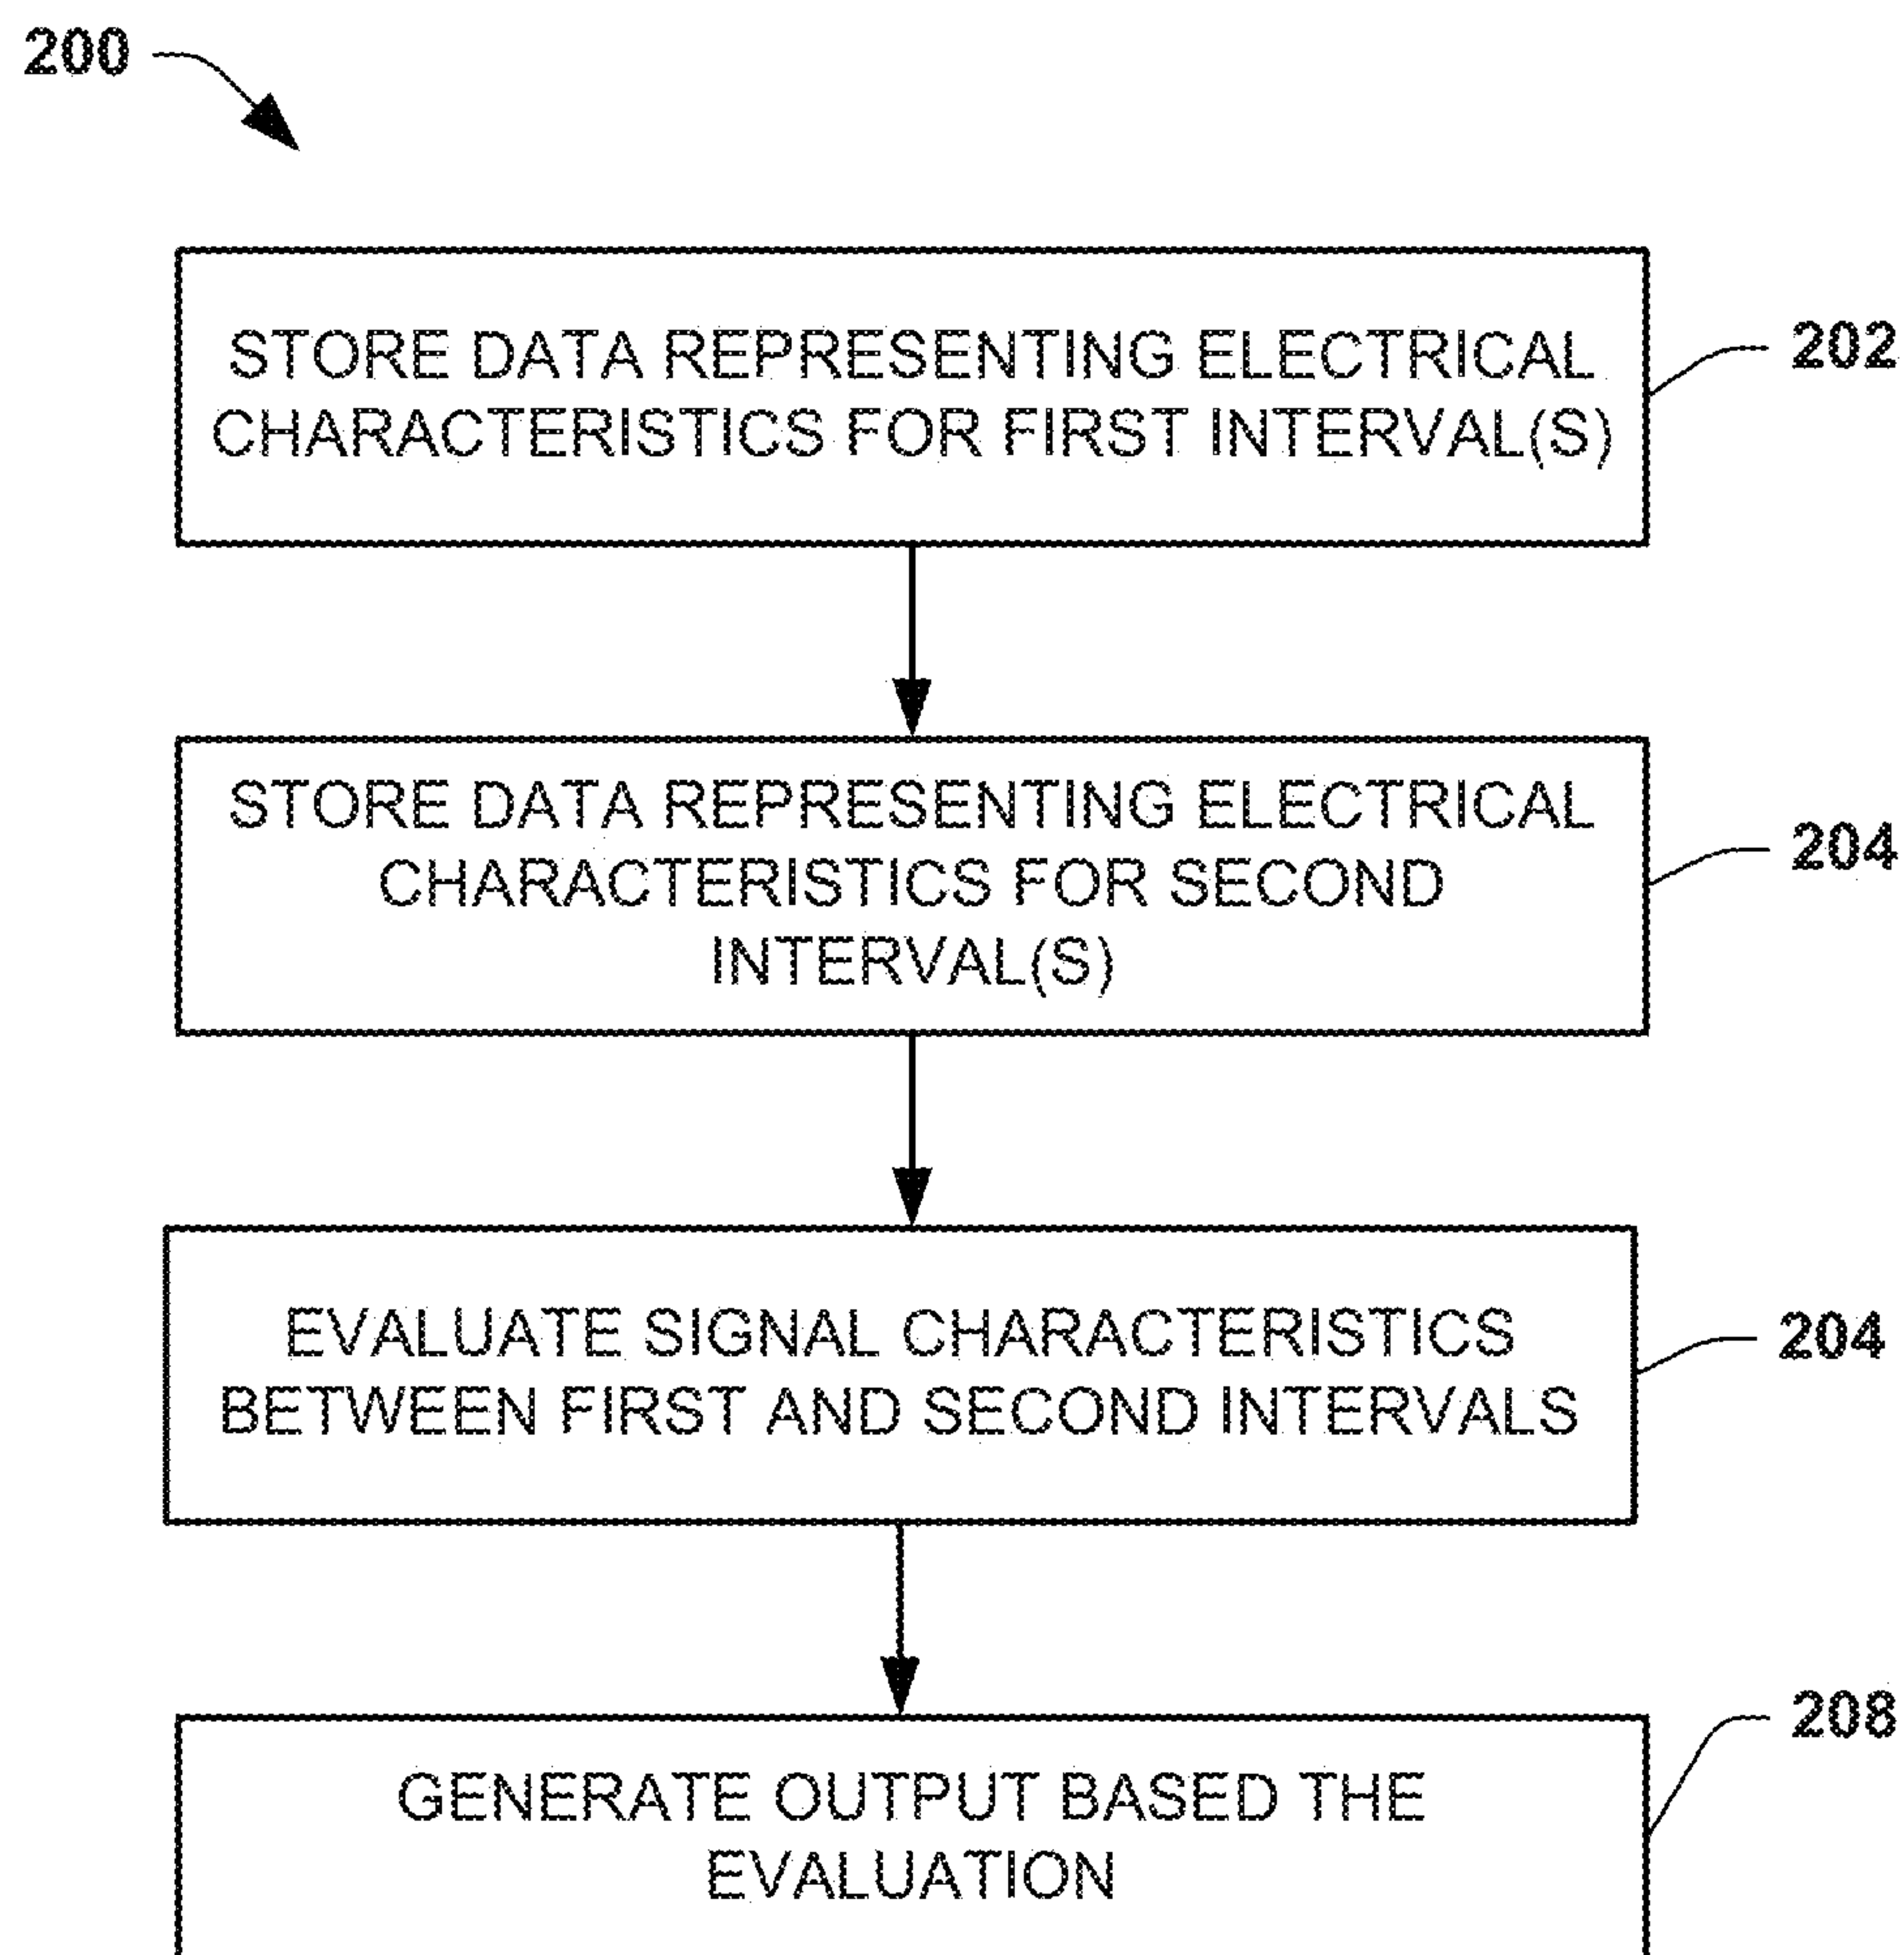 200
STORE DATA REPRESENTING ELECTRICAL
CHARACTERISTICS FOR FIRST INTERVAL(S)
202
STORE DATA REPRESENTING ELECTRICAL
CHARACTERISTICS FOR SECOND
INTERVAL(S)
204
EVALUATE SIGNAL CHARACTERISTICS
BETWEEN FIRST AND SECOND INTERVALS
204
GENERATE OUTPUT BASED THE
EVALUATION
208